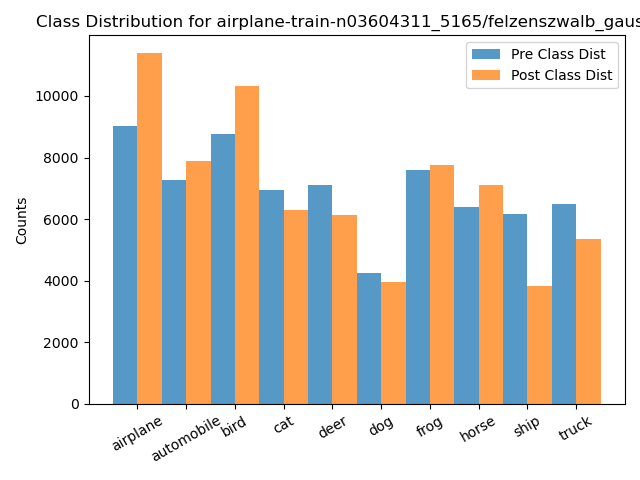 Class Distribution for airplane-train-n03604311_5165/felzenszwalb_gaus
Pre Class Dist
Post Class Dist
Counts
10000
8000
6000
4000
2000
0
airplane
automobile
bird
cat
deer
dog
frog
horse
ship
truck